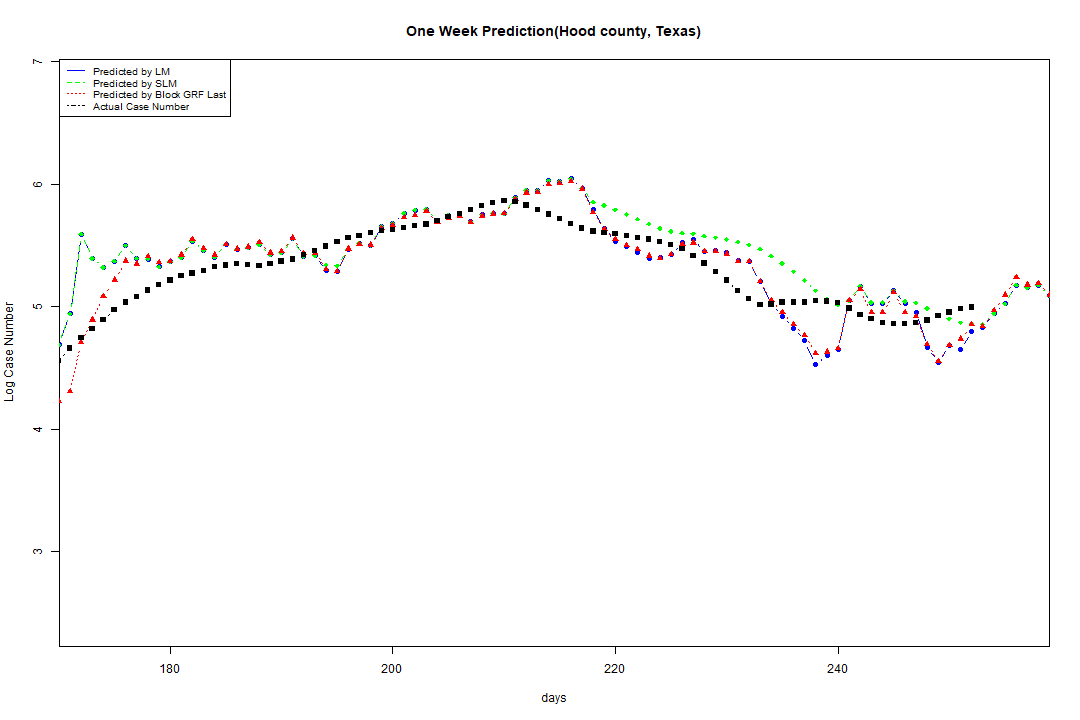 One Week Prediction(Hood county, Texas)
7
Predicted by LM
Predicted by SLM
Predicted by Block GRF Last
Actual Case Number
6
5
4
3
Log Case Number
180 200 220 240
days